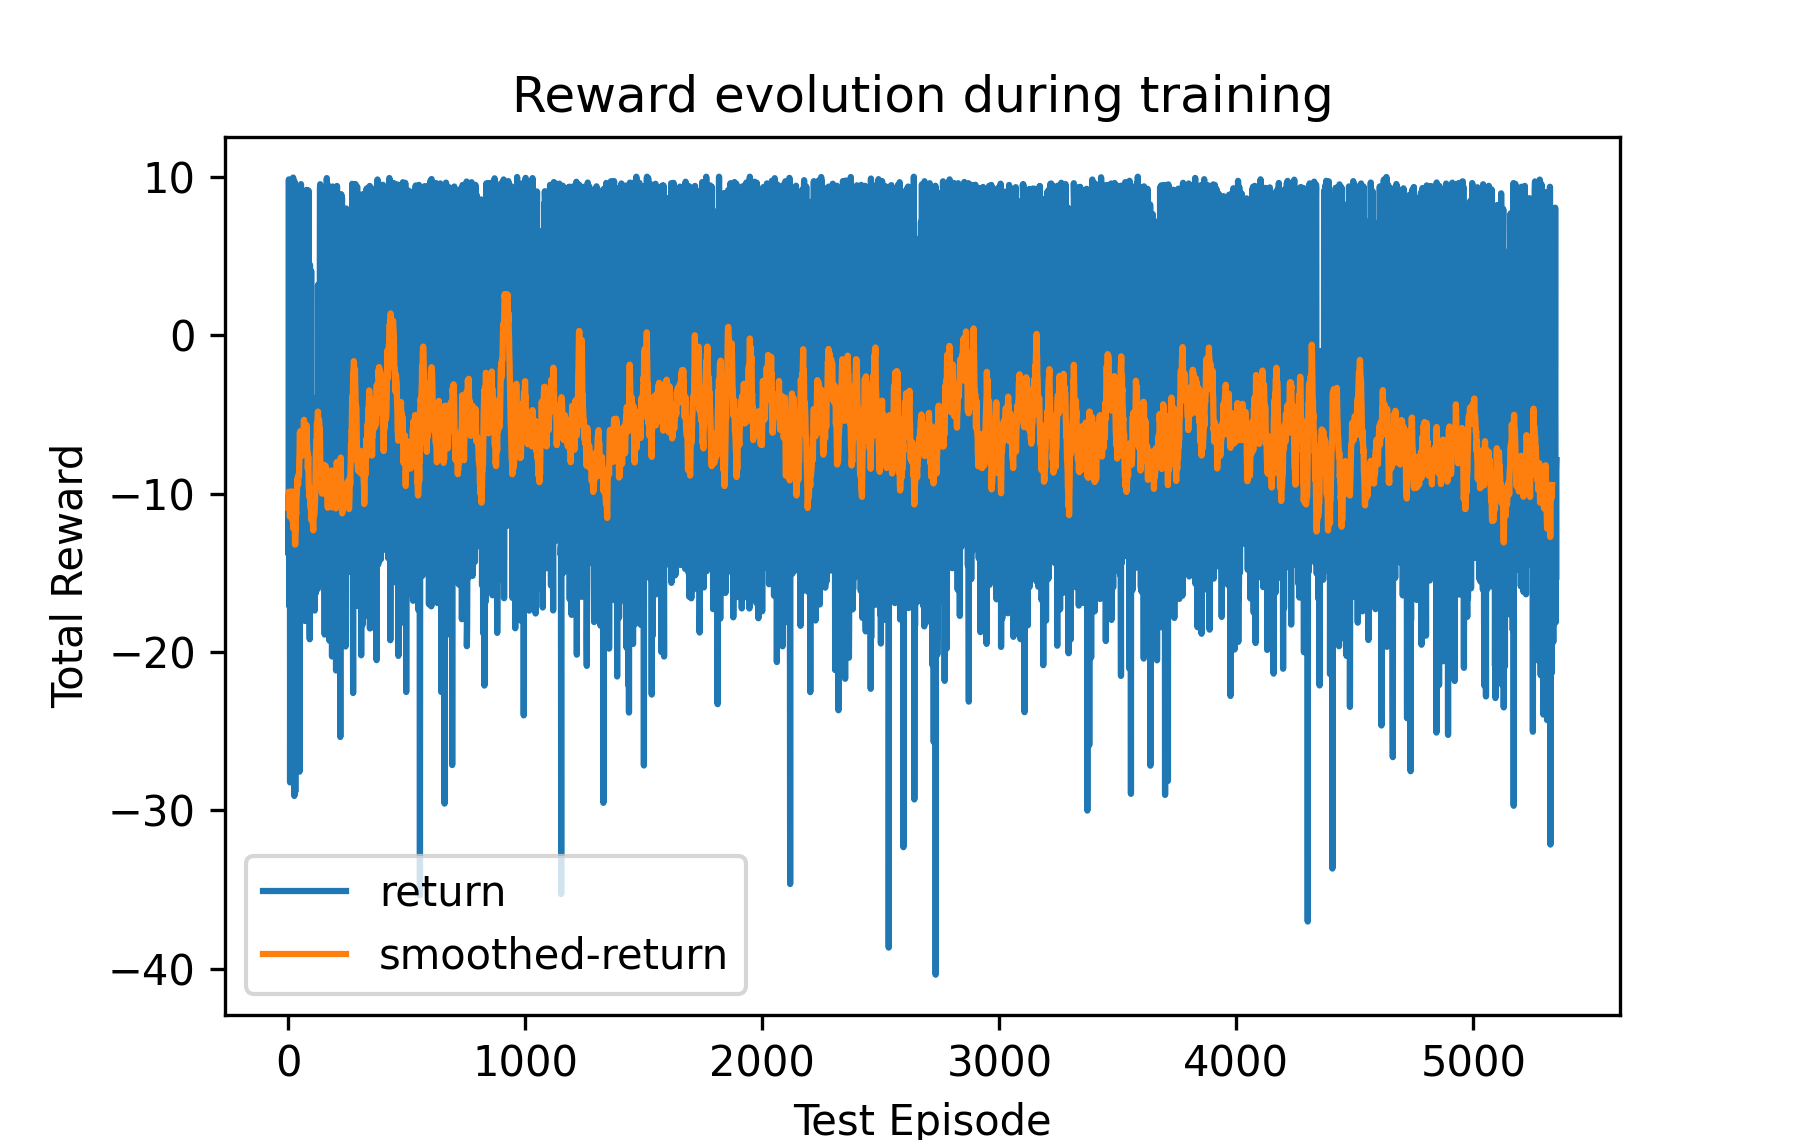 Reward evolution during training
Total Reward
10
0
−10
−20
−30
−40
return
smoothed-return
0 1000 2000 3000 4000 5000
Test Episode